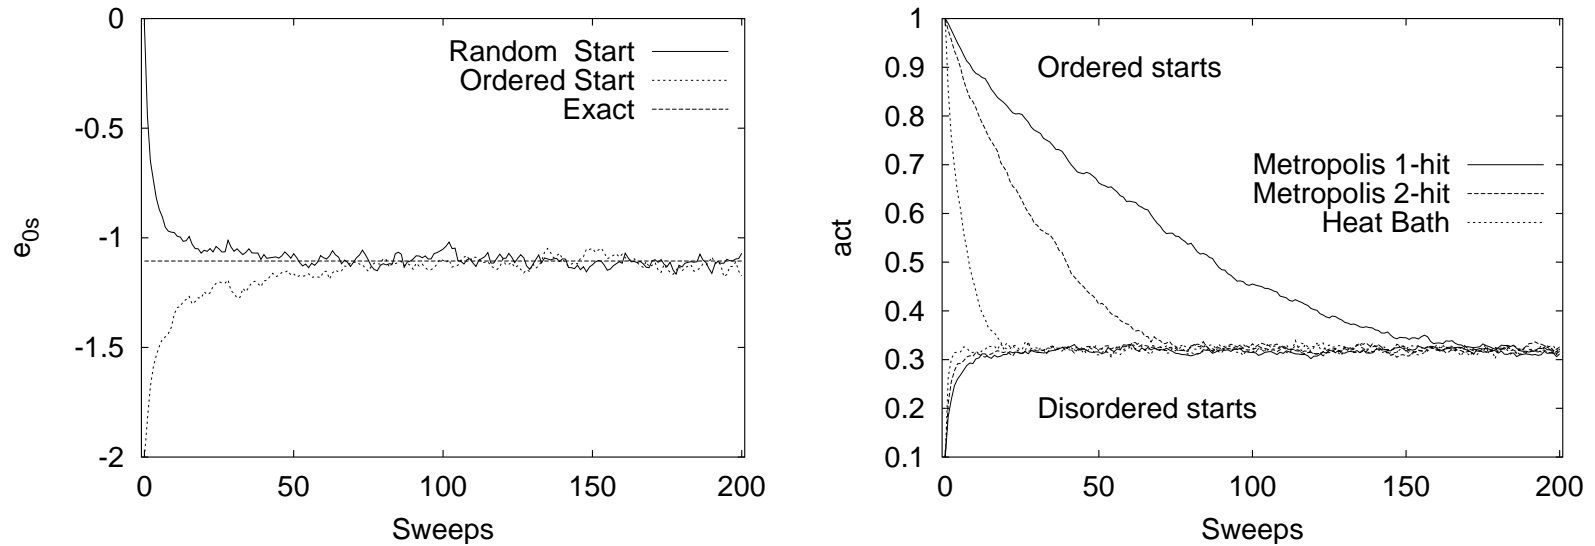 0
-0.5
-1
-1.5
-2
e0s
0 50 100 150 200
Sweeps
Random Start
Ordered Start
Exact
1
0.9
0.8
0.7
0.6
0.5
0.4
0.3
0.2
0.1
act
0 50 100 150 200
Sweeps
Ordered starts
Metropolis 1-hit
Metropolis 2-hit
Heat Bath
Disordered starts